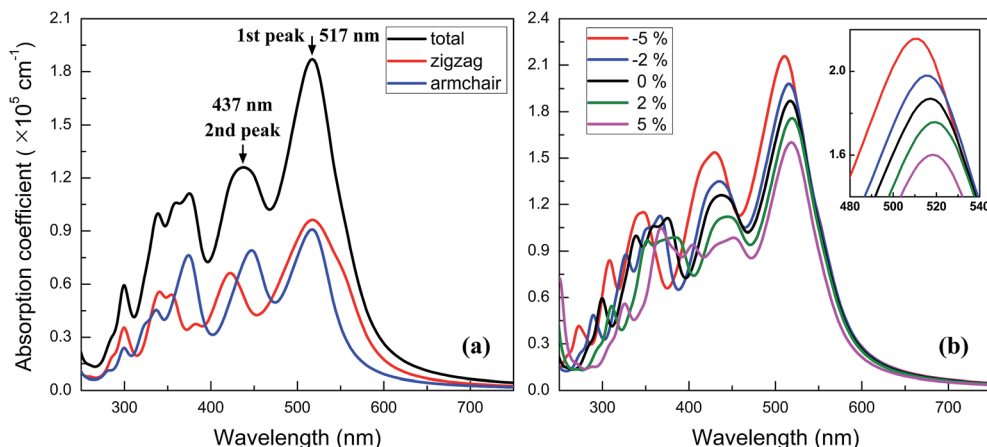 Absorption coefficient ( ×10⁵ cm⁻¹)
2.1
1.8
1.5
1.2
0.9
0.6
0.3
0.0
1st peak 517 nm
437 nm
2nd peak
total
zigzag
armchair
(a)
300 400 500 600 700
Wavelength (nm)
2.4
2.1
1.8
1.5
1.2
0.9
0.6
0.3
0.0
-5 %
-2 %
0 %
2 %
5 %
2.0
1.6
480 500 520 540
(b)
300 400 500 600 700
Wavelength (nm)